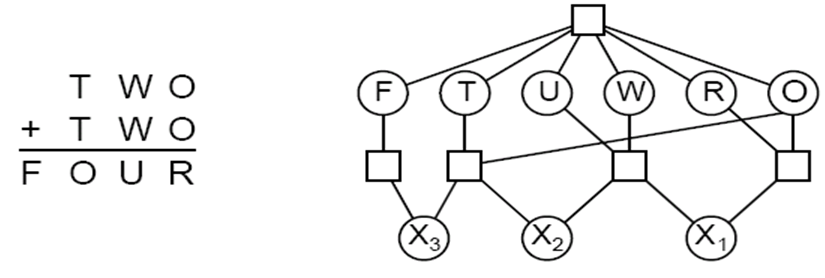 T W O
+ T W O
F O U R
F T U W R O
X₃ X₂ X₁